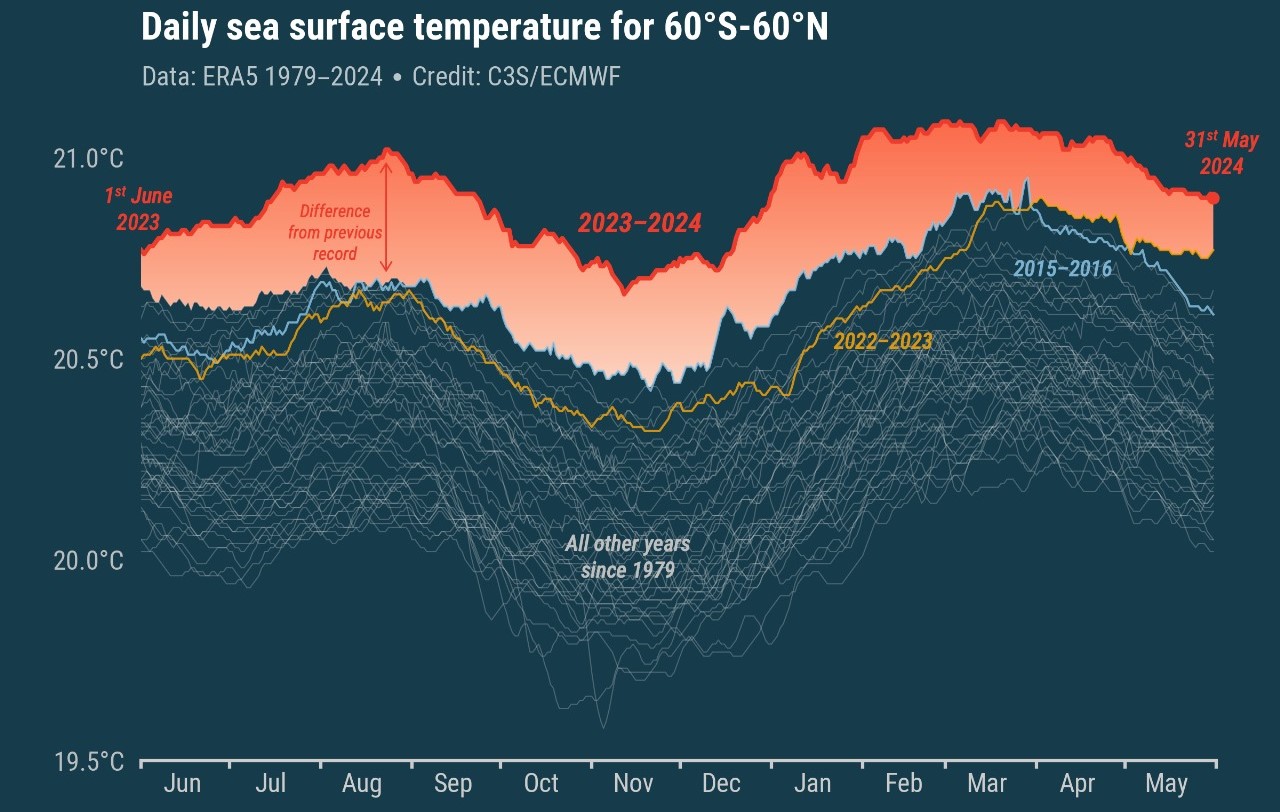 Daily sea surface temperature for 60°S-60°N
Data: ERA5 1979–2024 • Credit: C3S/ECMWF
21.0°C
1st June
2023
Difference
from previous
record
2023–2024
31st May
2024
2015–2016
20.5°C
2022–2023
All other years
since 1979
20.0°C
19.5°C
Jun Jul Aug Sep Oct Nov Dec Jan Feb Mar Apr May